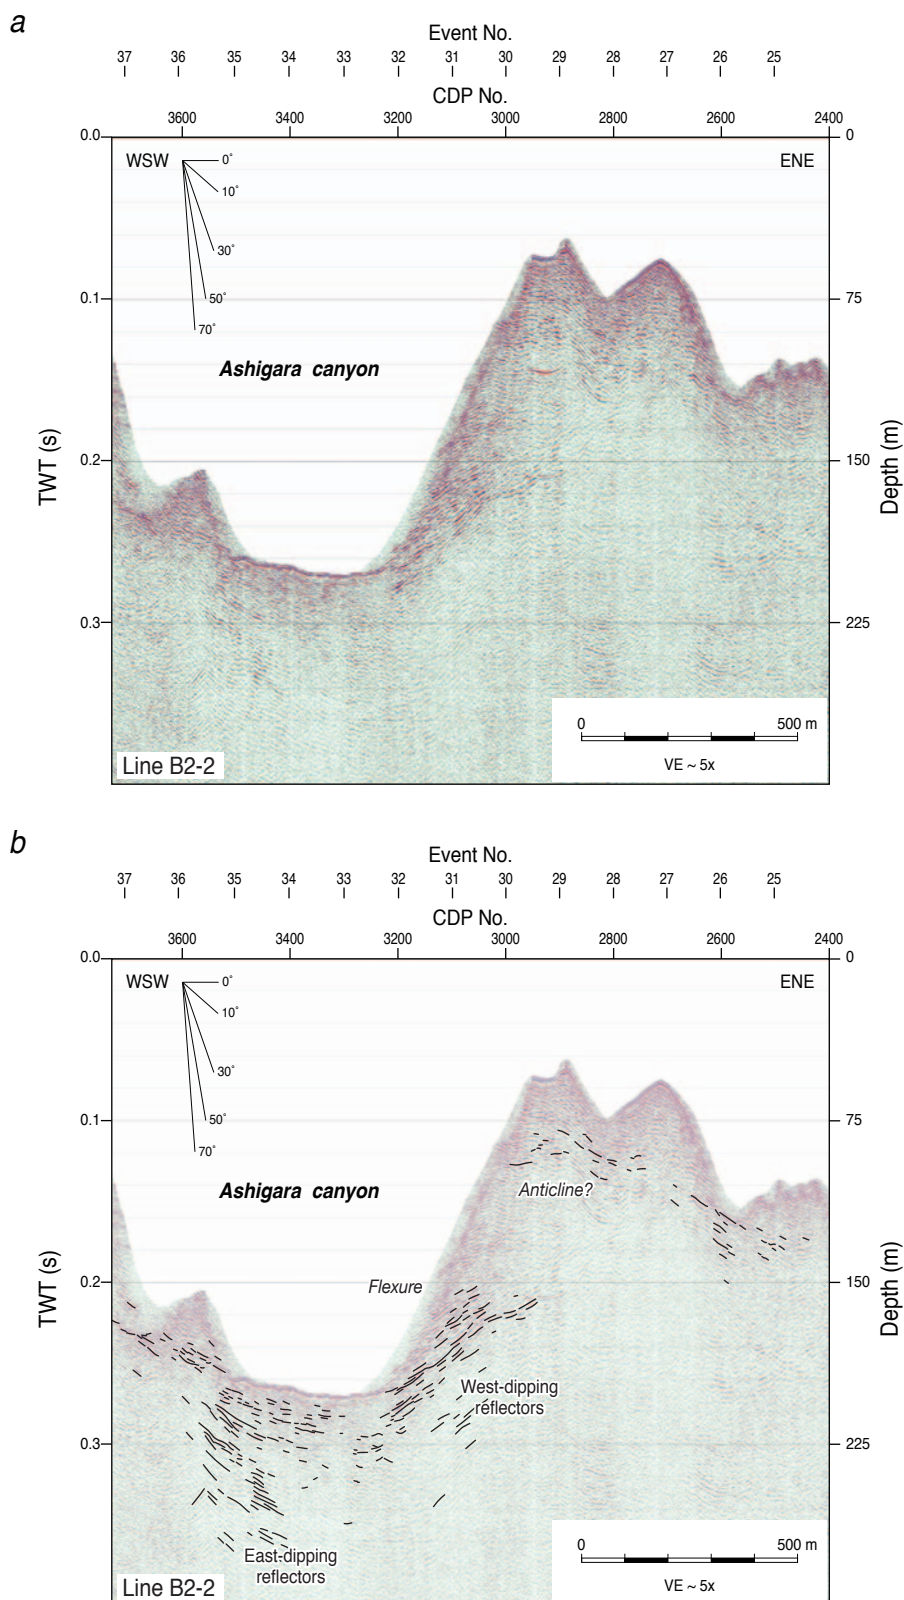 a
Event No.
37 36 35 34 33 32 31 30 29 28 27 26 25
CDP No.
3600 3400 3200 3000 2800 2600 2400
0.0 0
WSW 0° ENE
10°
30°
0.1 50° 75
70°
Ashigara canyon
TWT (s) Depth (m)
0.2 150
0.3 225
0 500 m
VE ~ 5x
Line B2-2
b
Event No.
37 36 35 34 33 32 31 30 29 28 27 26 25
CDP No.
3600 3400 3200 3000 2800 2600 2400
0.0 0
WSW 0° ENE
10°
30°
0.1 50° 75
70°
Ashigara canyon
Anticline?
TWT (s) Depth (m)
0.2 150
Flexure
West-dipping
reflectors
0.3 225
0 500 m
East-dipping
reflectors
VE ~ 5x
Line B2-2